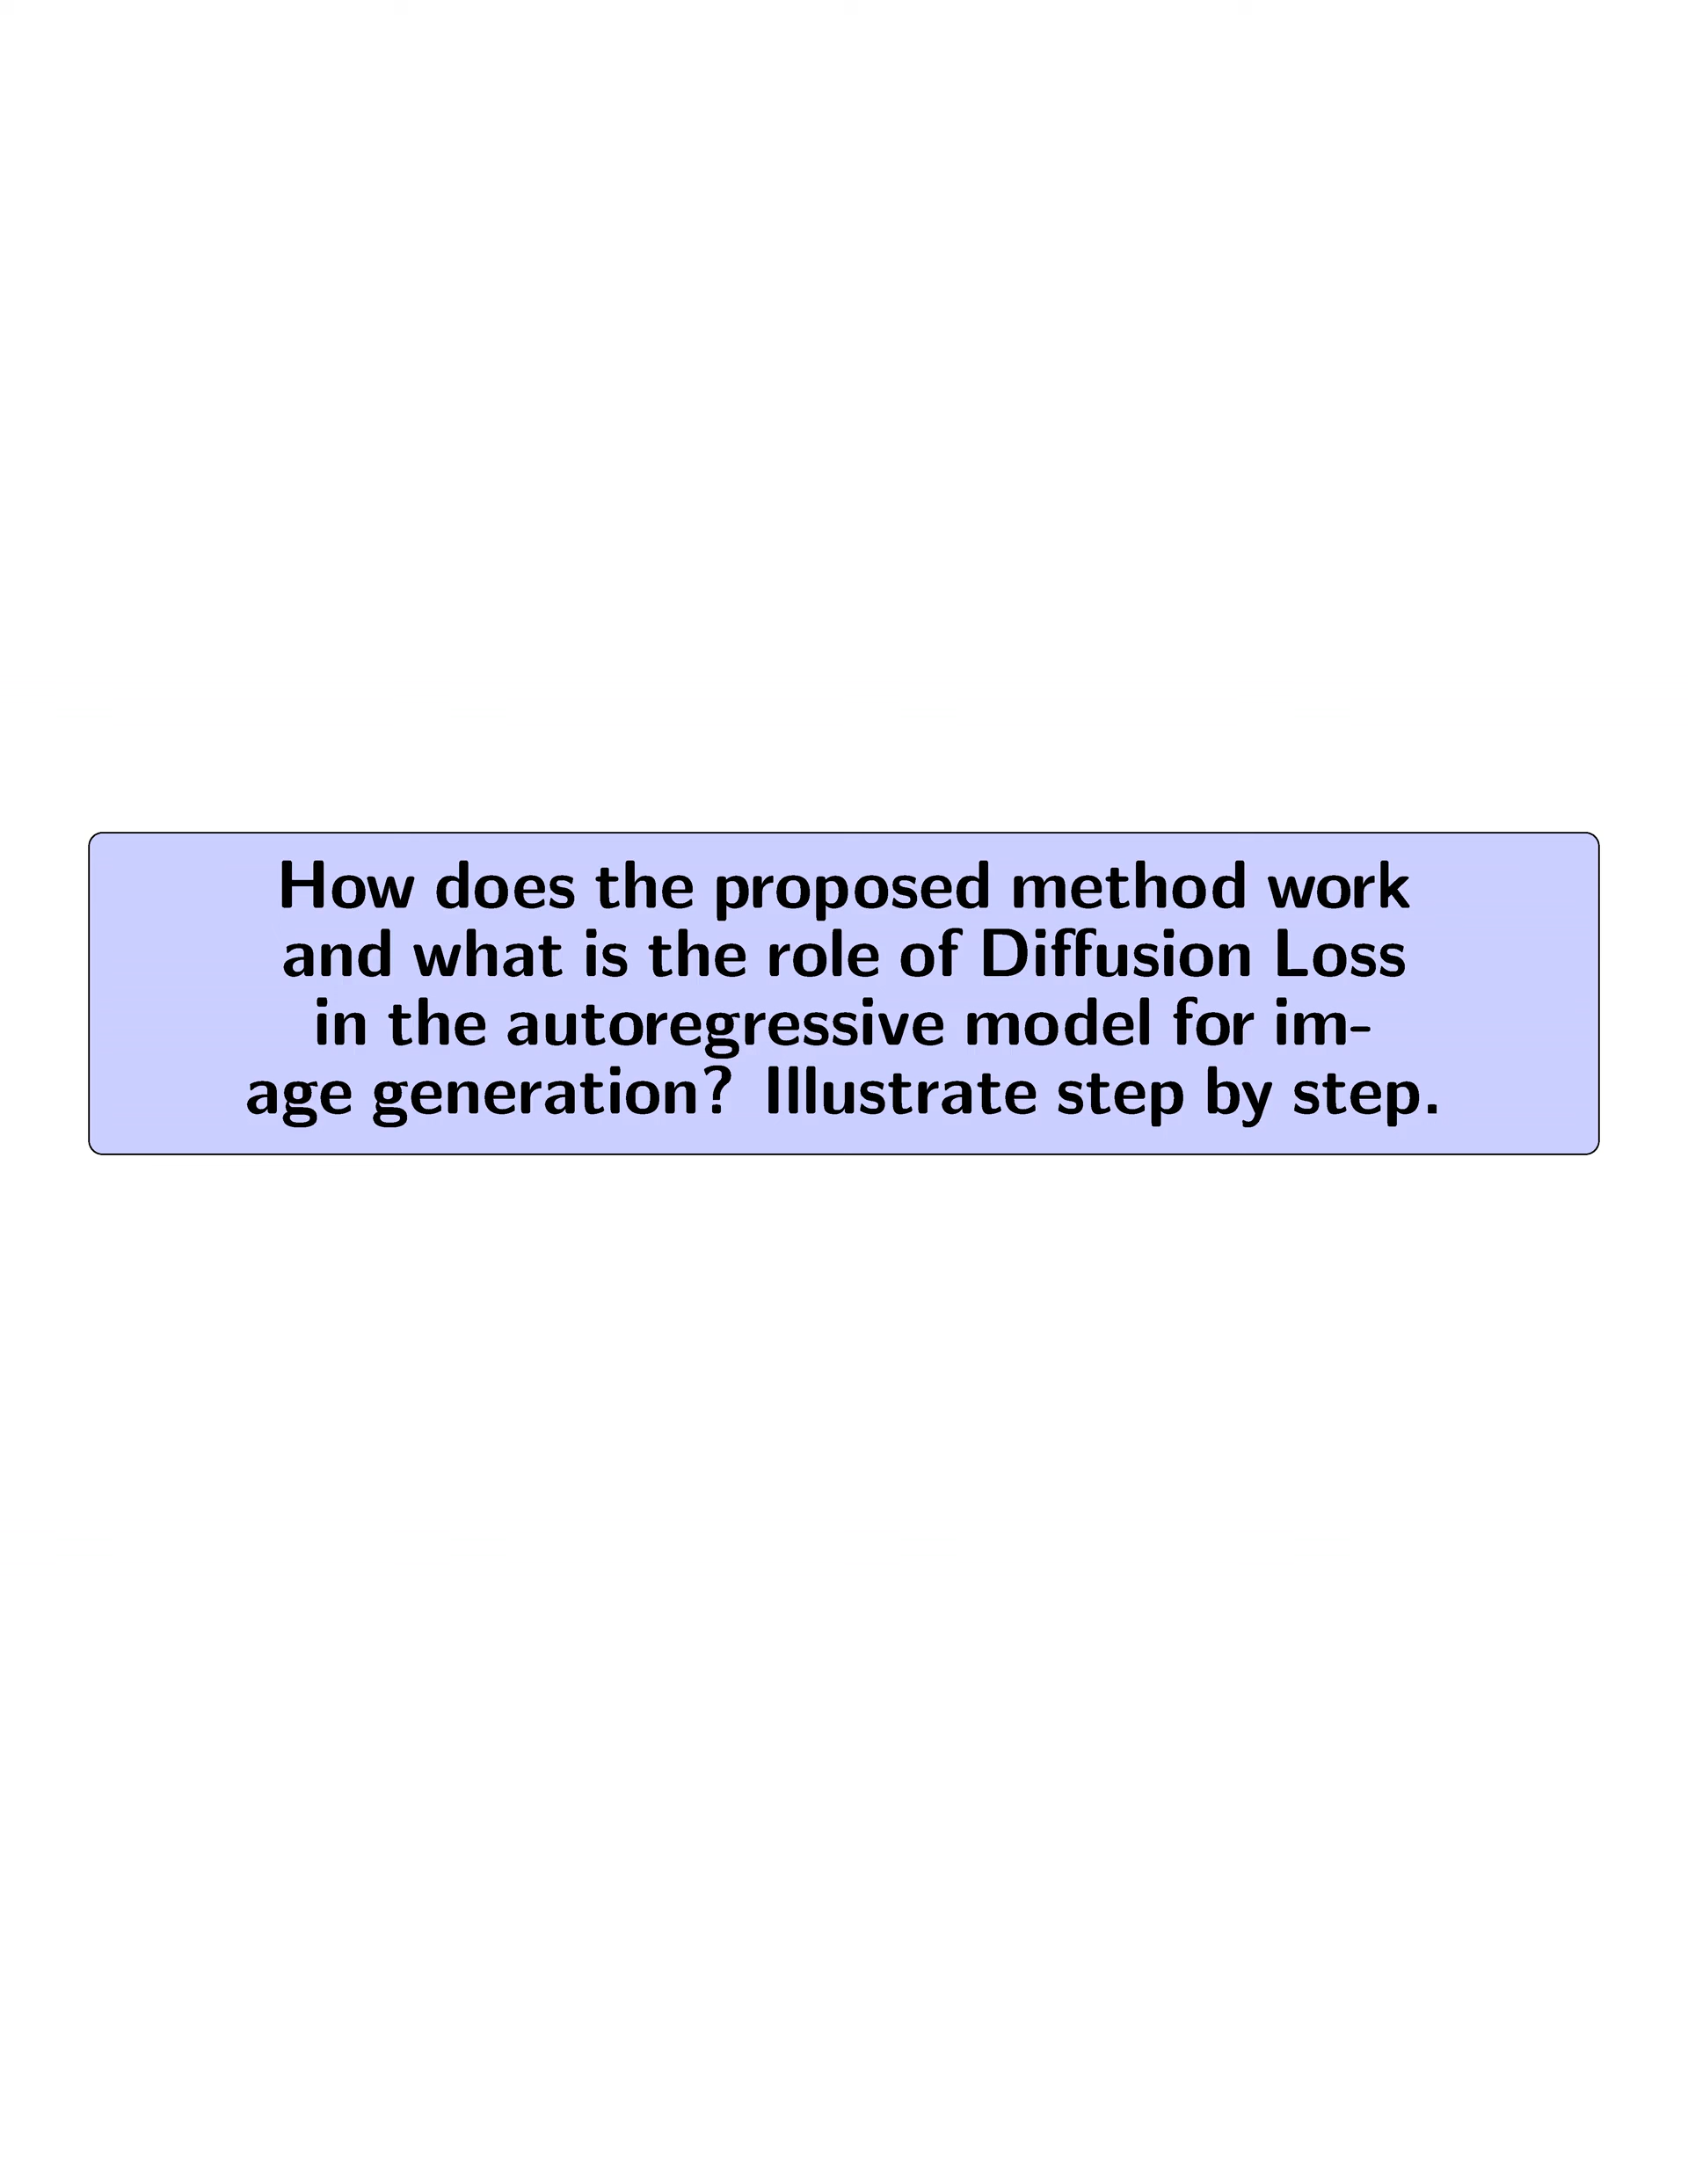 How does the proposed method work
and what is the role of Diffusion Loss
in the autoregressive model for im-
age generation? Illustrate step by step.